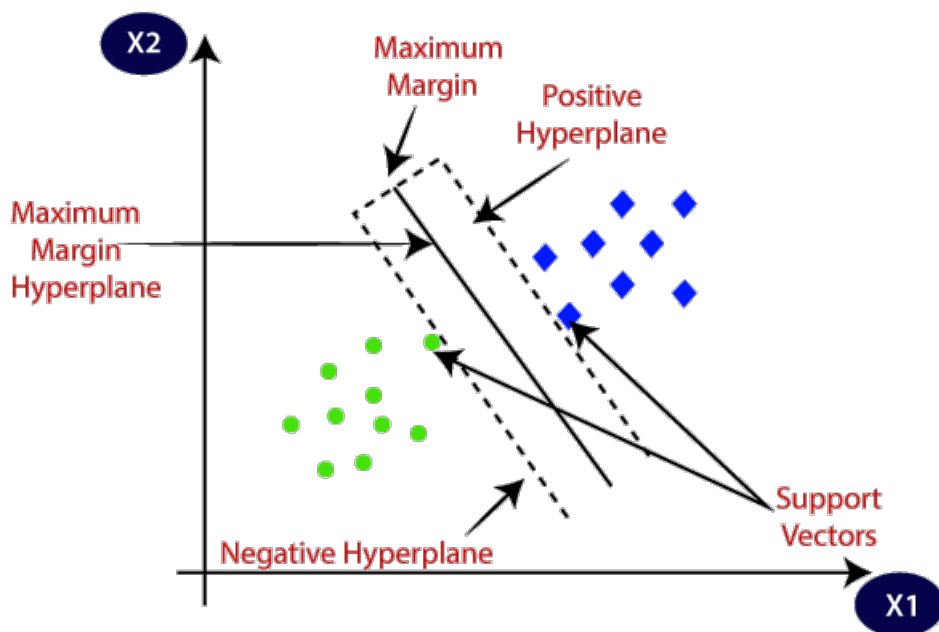 X2
Maximum
Margin
Positive
Hyperplane
Maximum
Margin
Hyperplane
Support
Vectors
Negative Hyperplane
X1